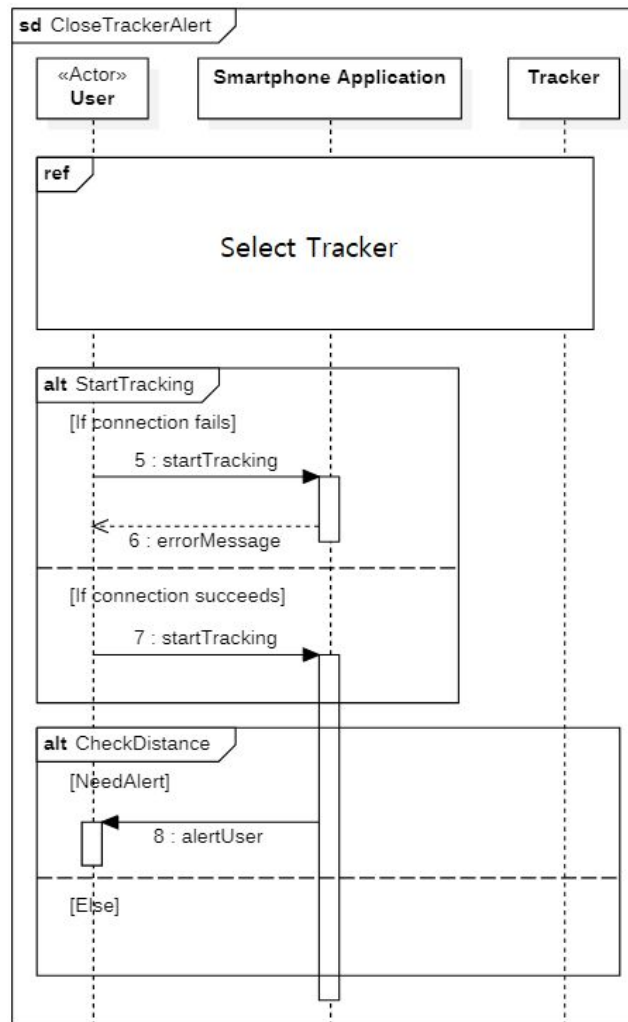 sd CloseTrackerAlert
«Actor»
User
Smartphone Application
Tracker
ref
Select Tracker
alt StartTracking
[If connection fails]
5 : startTracking
6 : errorMessage
[If connection succeeds]
7 : startTracking
alt CheckDistance
[NeedAlert]
8 : alertUser
[Else]